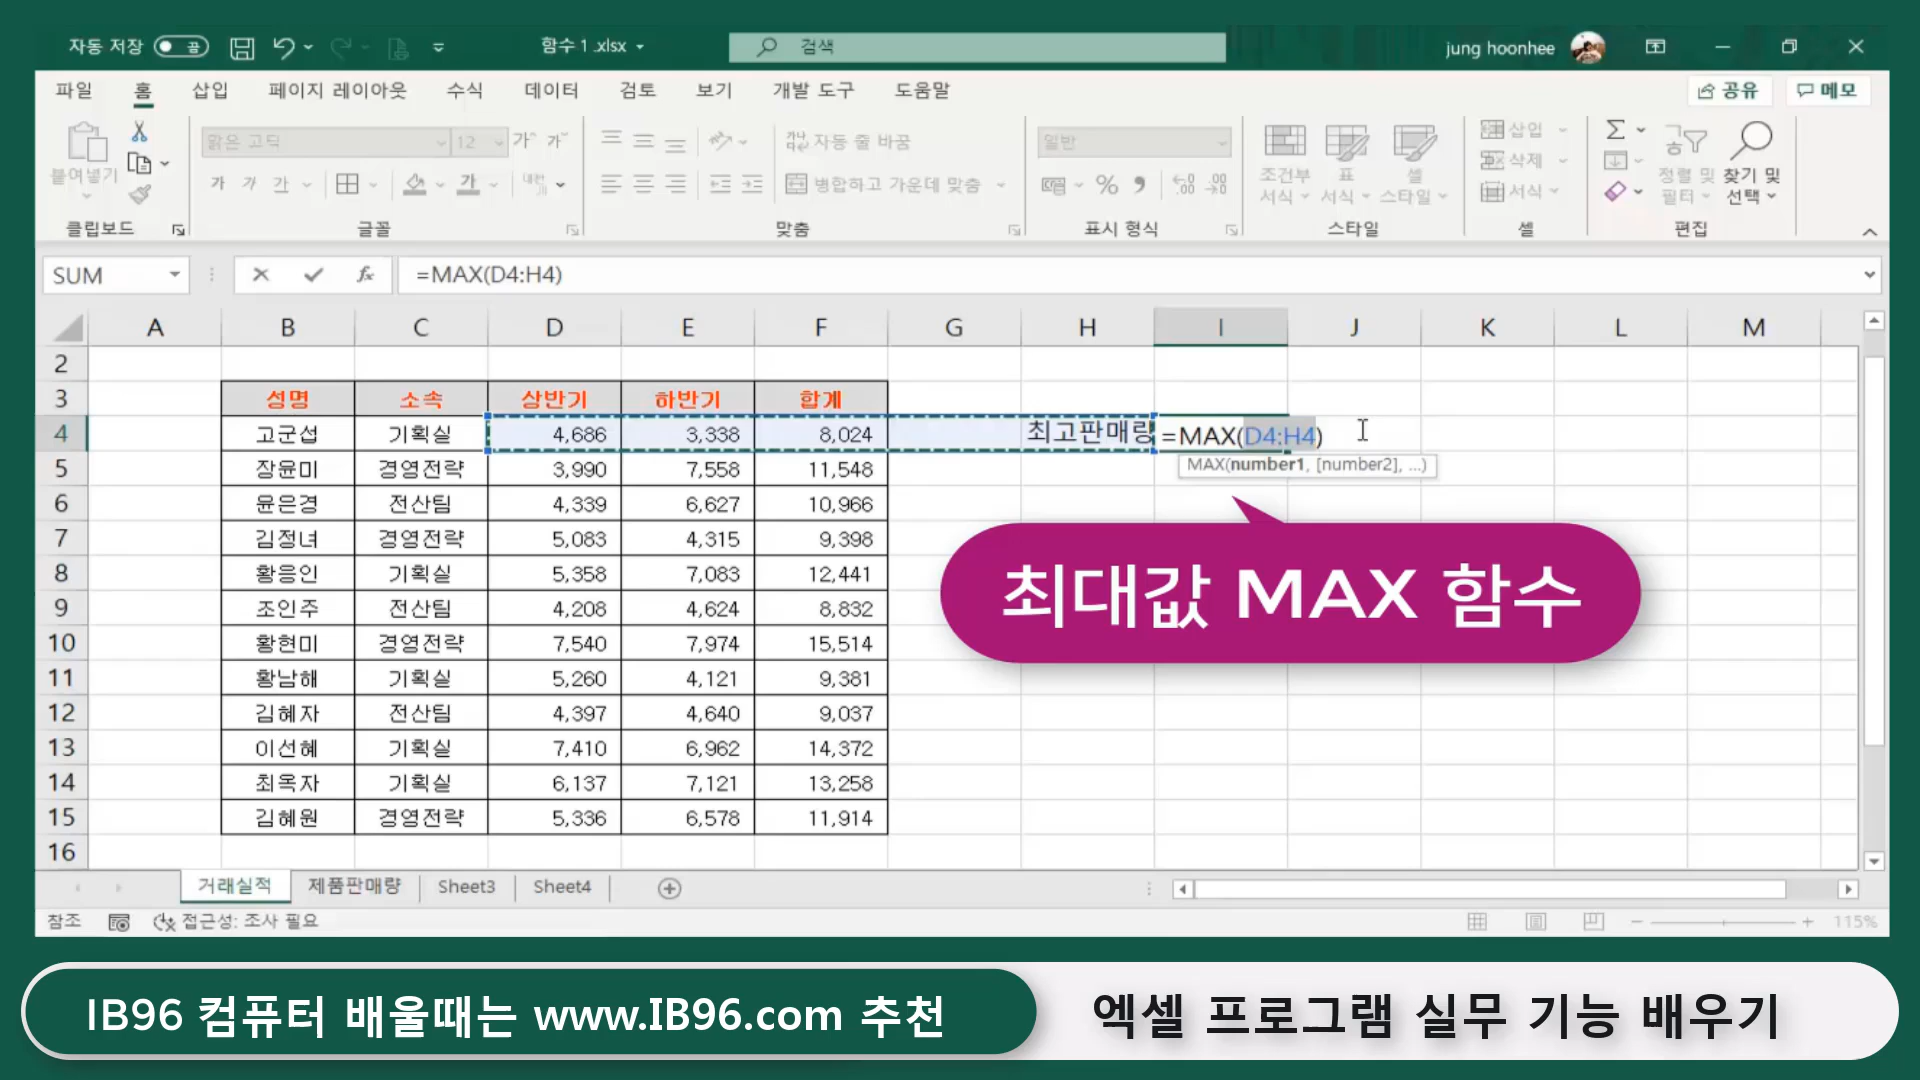 자동 저장 끔 함수 1 .xlsx 검색 jung hoonhee
파일 홈 삽입 페이지 레이아웃 수식 데이터 검토 보기 개발 도구 도움말 공유 메모
붙여넣기
클립보드
맑은 고딕 12 가 가
가 가 간 가
글꼴
자동 줄 바꿈
병합하고 가운데 맞춤
맞춤
일반
% 9
표시 형식
조건부 서식
표 서식
셀 스타일
스타일
삽입
삭제
서식
셀
정렬 및 필터
찾기 및 선택
편집
SUM fx =MAX(D4:H4)
A B C D E F G H I J K L M
2
3 성명 소속 상반기 하반기 합계
4 고군섭 기획실 4,686 3,338 8,024 최고판매량 =MAX(D4:H4)
MAX(number1, [number2], ...)
5 장윤미 경영전략 3,990 7,558 11,548
6 윤은경 전산팀 4,339 6,627 10,966
7 김정녀 경영전략 5,083 4,315 9,398
8 황응인 기획실 5,358 7,083 12,441
9 조인주 전산팀 4,208 4,624 8,832
10 황현미 경영전략 7,540 7,974 15,514
11 황남해 기획실 5,260 4,121 9,381
12 김혜자 전산팀 4,397 4,640 9,037
13 이선혜 기획실 7,410 6,962 14,372
14 최옥자 기획실 6,137 7,121 13,258
15 김혜원 경영전략 5,336 6,578 11,914
16
최대값 MAX 함수
거래실적 제품판매량 Sheet3 Sheet4
참조 접근성: 조사 필요 115%
IB96 컴퓨터 배울때는 www.IB96.com 추천
엑셀 프로그램 실무 기능 배우기